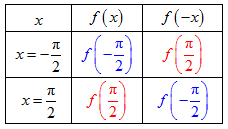 x f(x) f(−x)
x = −π/2 f(−π/2) f(π/2)
x = π/2 f(π/2) f(−π/2)